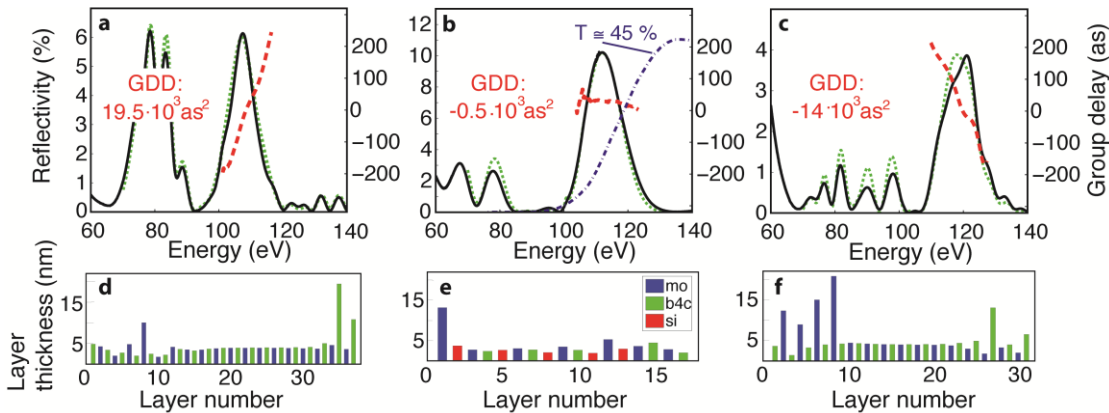 a
Reflectivity (%)
6
5
4
3
2
1
0
GDD:
19.5·10³as²
200
100
0
−100
−200
60 80 100 120 140
Energy (eV)
b
12
10
8
6
4
2
0
T ≅ 45 %
GDD:
-0.5·10³as²
200
100
0
−100
−200
60 80 100 120 140
Energy (eV)
c
4
3
2
1
0
GDD:
-14·10³as²
200
100
0
−100
−200
Group delay (as)
60 80 100 120 140
Energy (eV)
d
Layer
thickness (nm)
15
5
0 10 20 30
Layer number
e
mo
b4c
si
15
5
0 5 10 15
Layer number
f
15
5
0 10 20 30
Layer number